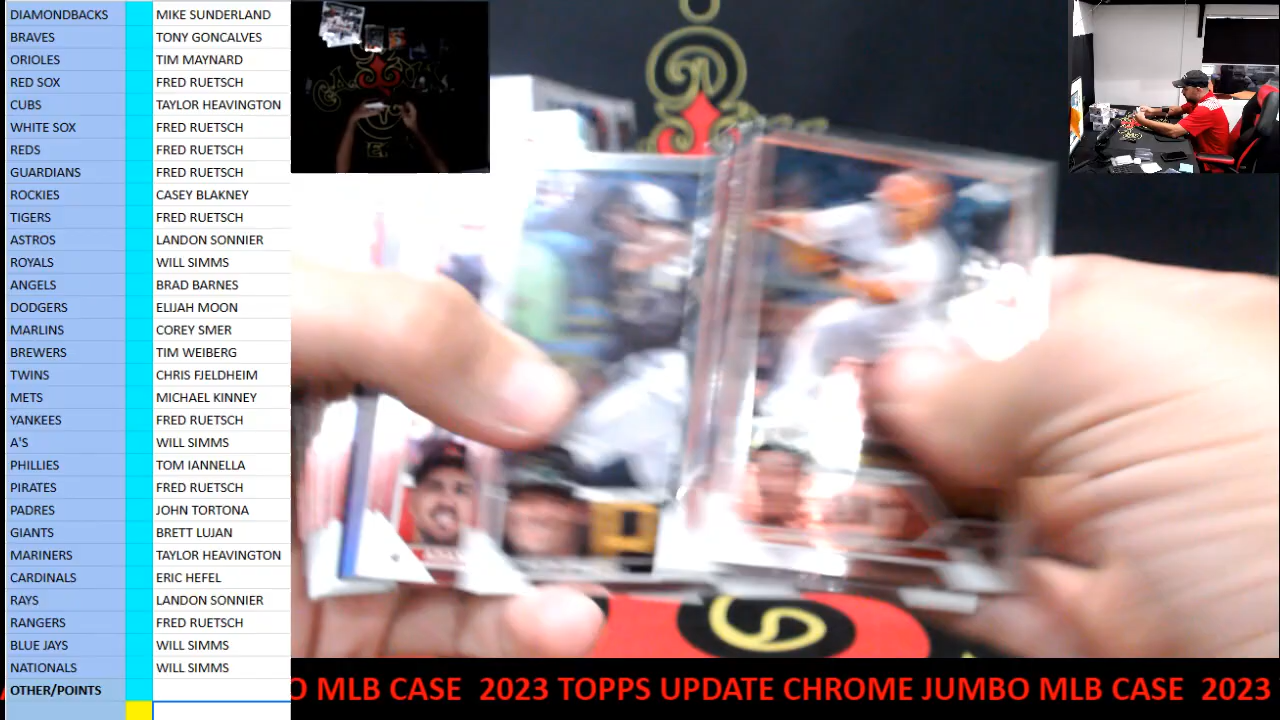 DIAMONDBACKS MIKE SUNDERLAND
BRAVES TONY GONCALVES
ORIOLES TIM MAYNARD
RED SOX FRED RUETSCH
CUBS TAYLOR HEAVINGTON
WHITE SOX FRED RUETSCH
REDS FRED RUETSCH
GUARDIANS FRED RUETSCH
ROCKIES CASEY BLAKNEY
TIGERS FRED RUETSCH
ASTROS LANDON SONNIER
ROYALS WILL SIMMS
ANGELS BRAD BARNES
DODGERS ELIJAH MOON
MARLINS COREY SMER
BREWERS TIM WEIBERG
TWINS CHRIS FJELDHEIM
METS MICHAEL KINNEY
YANKEES FRED RUETSCH
A'S WILL SIMMS
PHILLIES TOM IANNELLA
PIRATES FRED RUETSCH
PADRES JOHN TORTONA
GIANTS BRETT LUJAN
MARINERS TAYLOR HEAVINGTON
CARDINALS ERIC HEFEL
RAYS LANDON SONNIER
RANGERS FRED RUETSCH
BLUE JAYS WILL SIMMS
NATIONALS WILL SIMMS
OTHER/POINTS
O MLB CASE 2023 TOPPS UPDATE CHROME JUMBO MLB CASE 2023